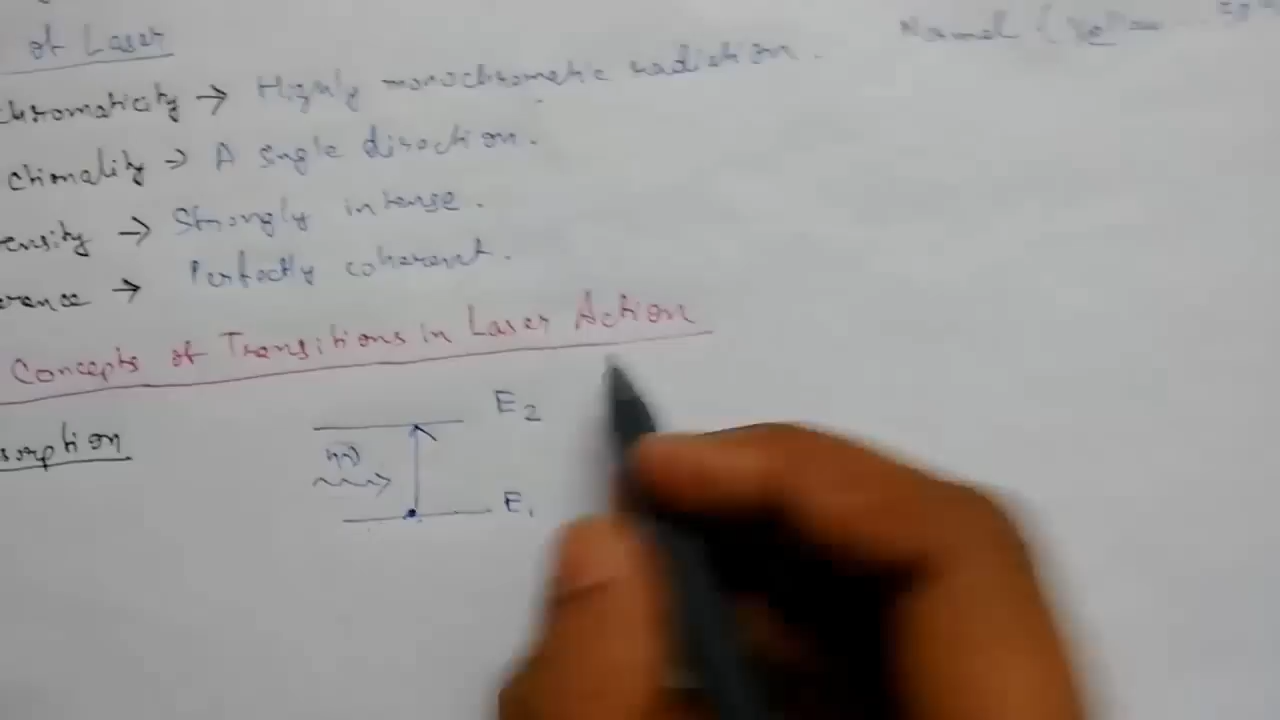 of Laser
chromaticity → Highly monochromatic radiation.
ctionality → A single direction.
ensity → Strongly intense.
erence → Perfectly coherent.
Concepts of Transitions in Laser Action
sorption
E2
hν
E1